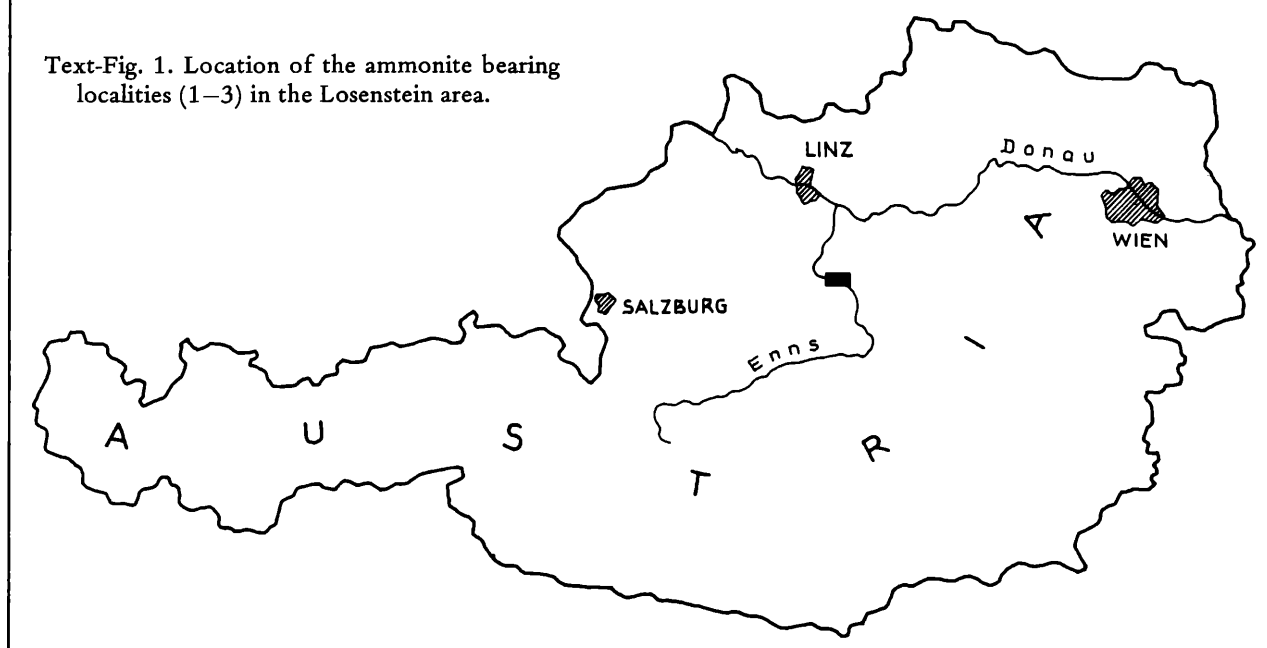 Text-Fig. 1. Location of the ammonite bearing
localities (1—3) in the Losenstein area.
LINZ
Donau
WIEN
SALZBURG
Enns
AUSTRIA